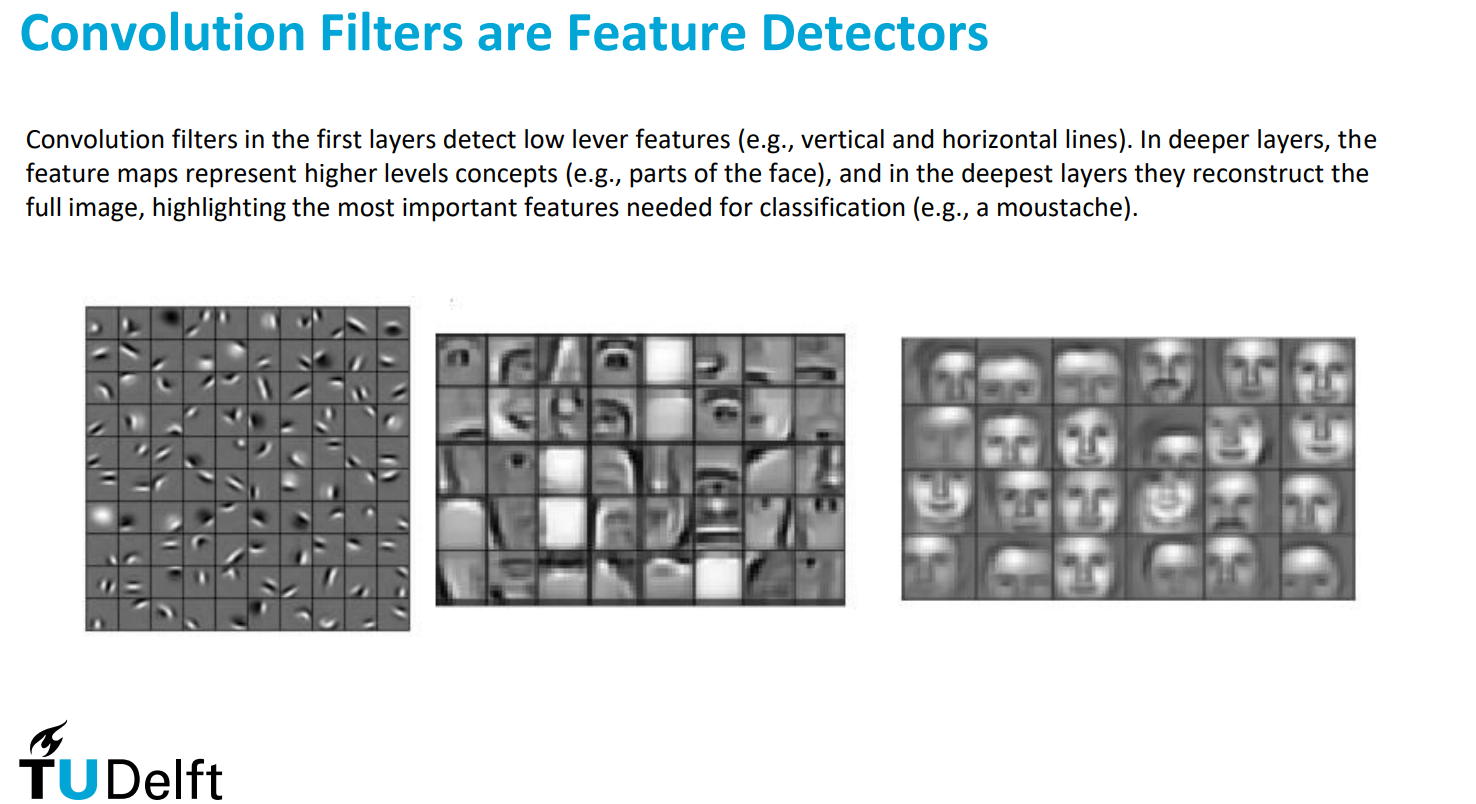 Convolution Filters are Feature Detectors
Convolution filters in the first layers detect low lever features (e.g., vertical and horizontal lines). In deeper layers, the
feature maps represent higher levels concepts (e.g., parts of the face), and in the deepest layers they reconstruct the
full image, highlighting the most important features needed for classification (e.g., a moustache).
TU Delft